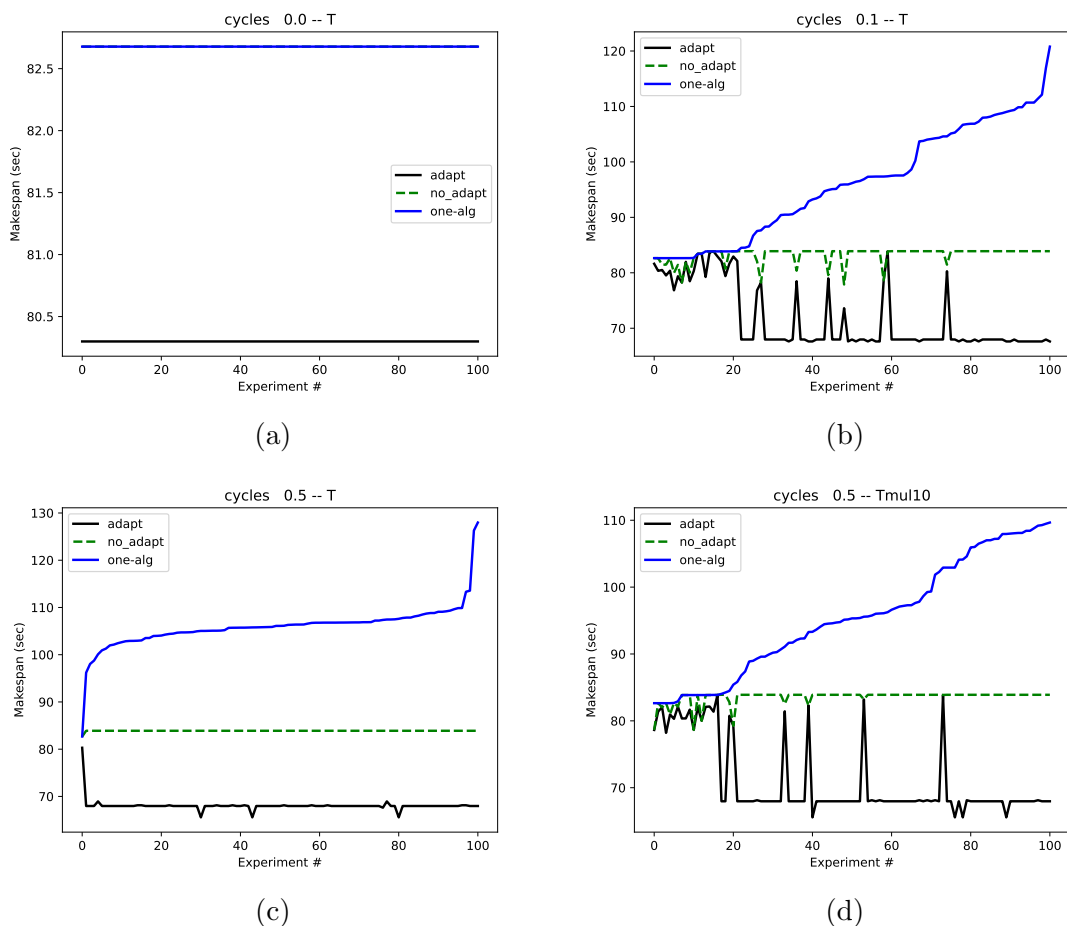 cycles 0.0 -- T
82.5
82.0
81.5
81.0
80.5
Makespan (sec)
adapt
no_adapt
one-alg
0 20 40 60 80 100
Experiment #
(a)
cycles 0.1 -- T
120
110
100
90
80
70
Makespan (sec)
adapt
no_adapt
one-alg
0 20 40 60 80 100
Experiment #
(b)
cycles 0.5 -- T
130
120
110
100
90
80
70
Makespan (sec)
adapt
no_adapt
one-alg
0 20 40 60 80 100
Experiment #
(c)
cycles 0.5 -- Tmul10
110
100
90
80
70
Makespan (sec)
adapt
no_adapt
one-alg
0 20 40 60 80 100
Experiment #
(d)